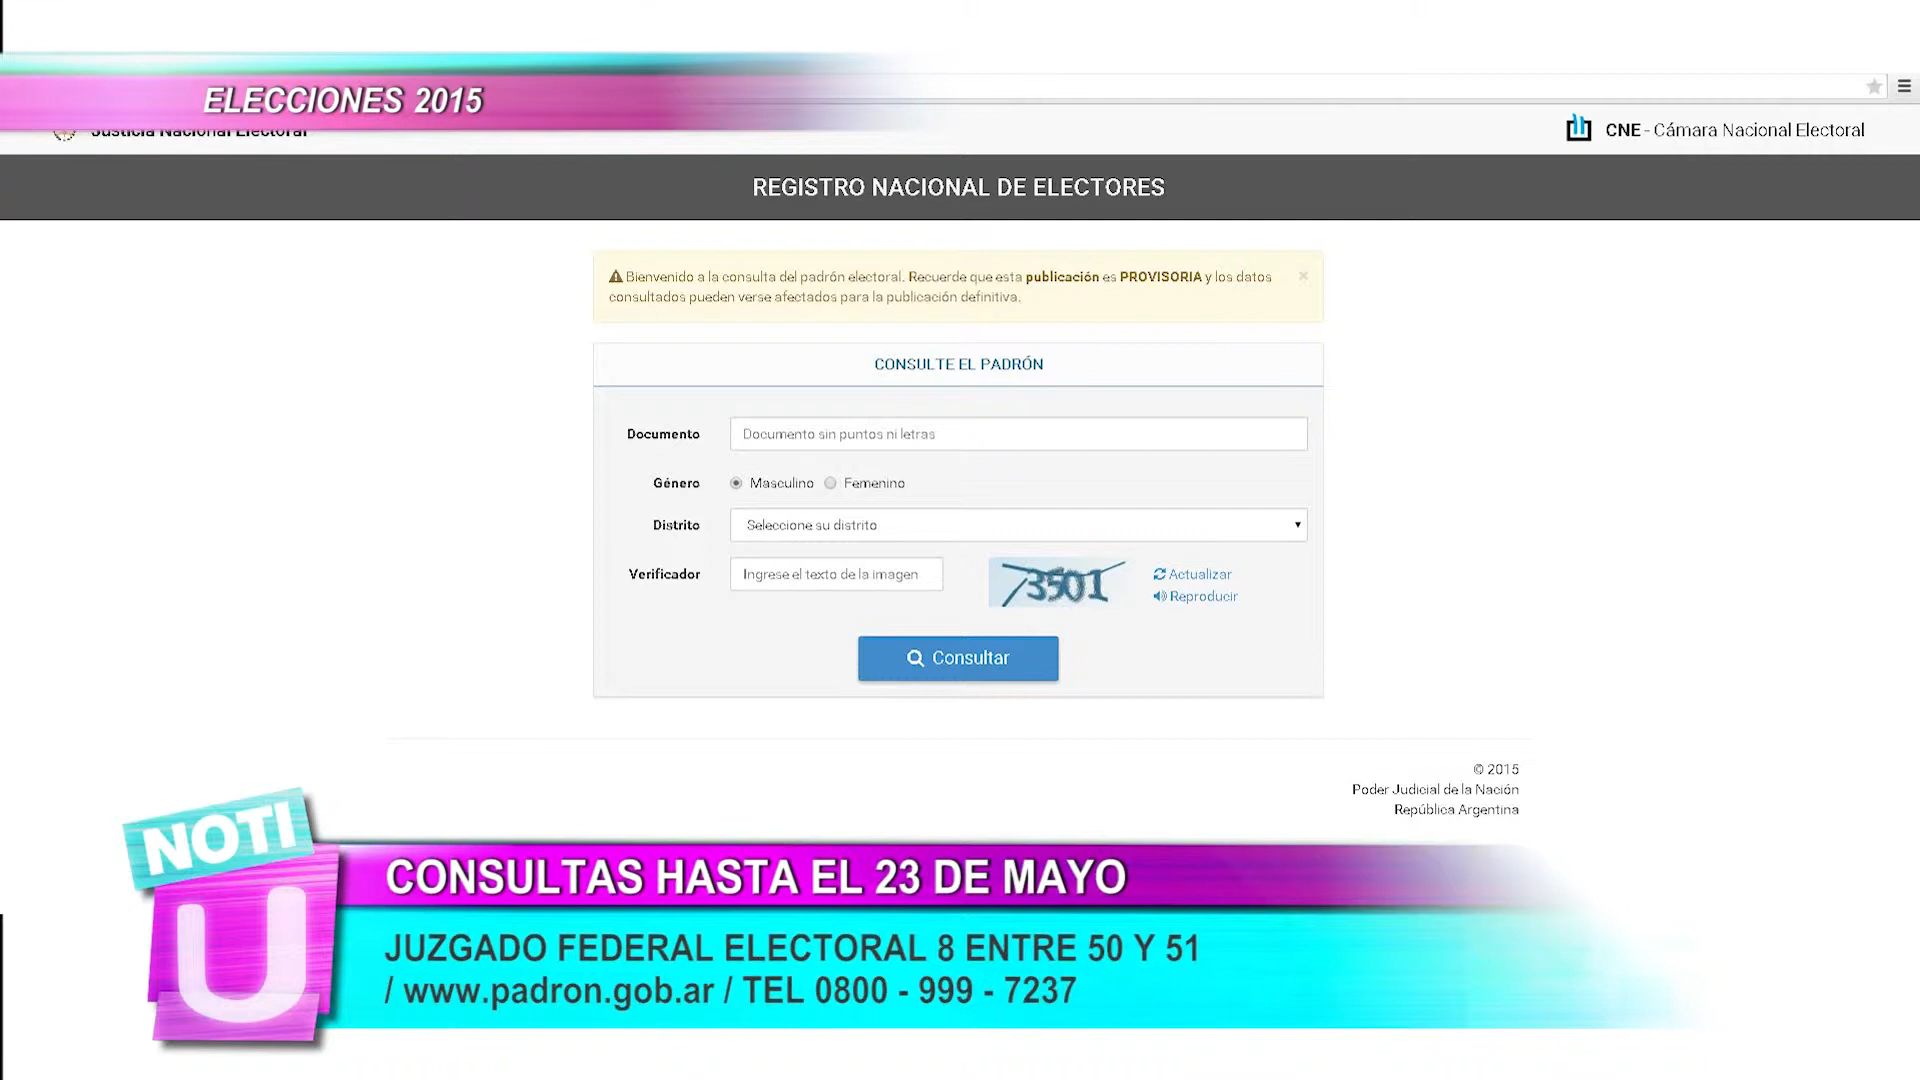 ELECCIONES 2015
Justicia Nacional Electoral
CNE - Cámara Nacional Electoral
REGISTRO NACIONAL DE ELECTORES
Bienvenido a la consulta del padrón electoral. Recuerde que esta publicación es PROVISORIA y los datos
consultados pueden verse afectados para la publicación definitiva.
×
CONSULTE EL PADRÓN
Documento Documento sin puntos ni letras
Género Masculino Femenino
Distrito Seleccione su distrito
Verificador Ingrese el texto de la imagen 73501 Actualizar
Reproducir
Consultar
© 2015
Poder Judicial de la Nación
República Argentina
NOTI
U
CONSULTAS HASTA EL 23 DE MAYO
JUZGADO FEDERAL ELECTORAL 8 ENTRE 50 Y 51
/ www.padron.gob.ar / TEL 0800 - 999 - 7237